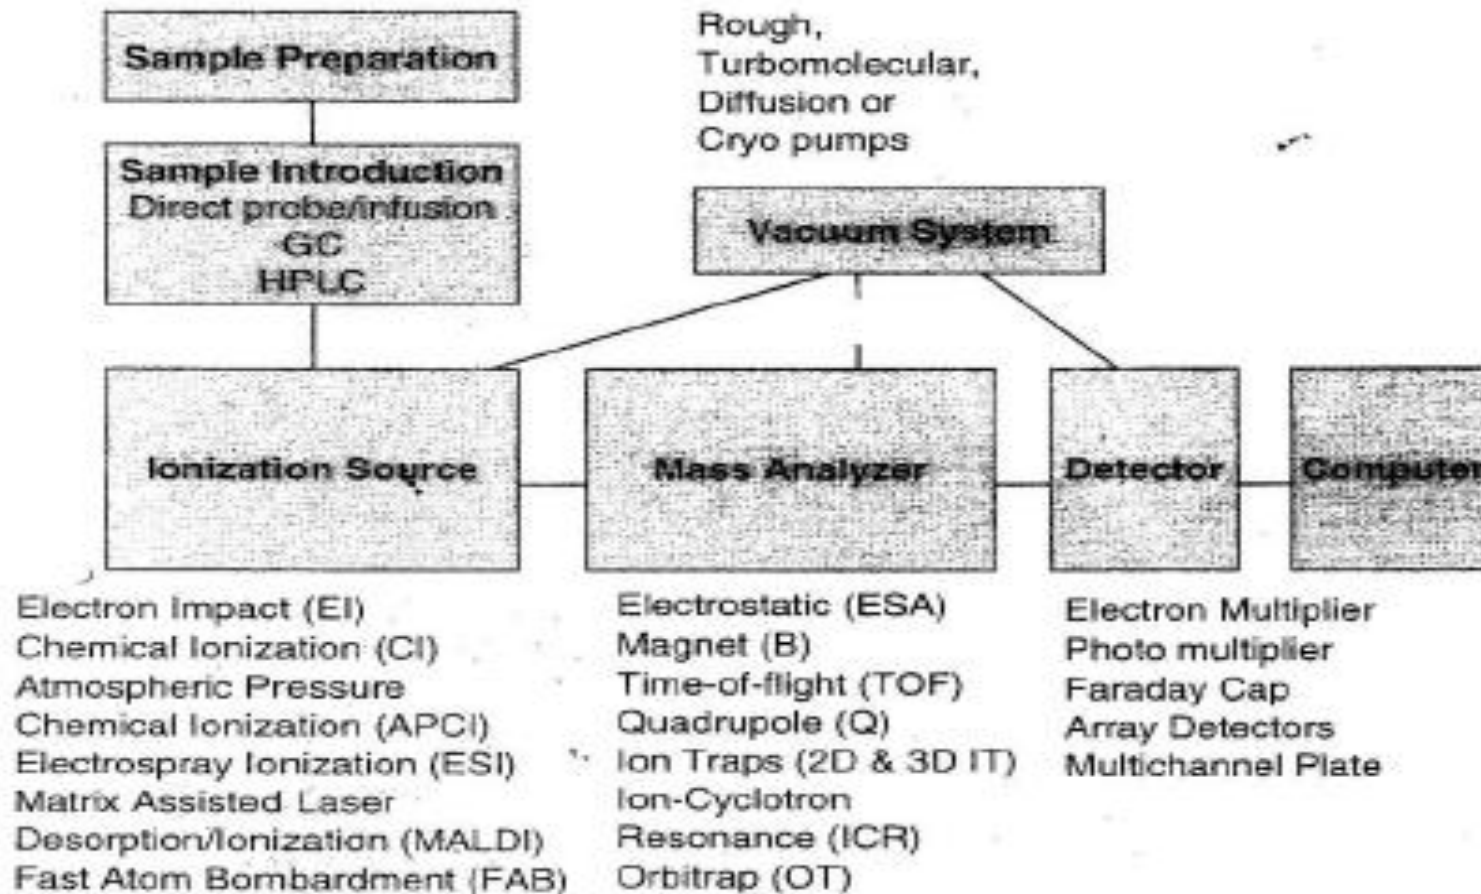 Sample Preparation
Sample Introduction
Direct probe/infusion
GC
HPLC
Rough,
Turbomolecular,
Diffusion or
Cryo pumps
Vacuum System
Ionization Source
Mass Analyzer
Detector
Computer
Electron Impact (EI)
Chemical Ionization (CI)
Atmospheric Pressure
Chemical Ionization (APCI)
Electrospray Ionization (ESI)
Matrix Assisted Laser
Desorption/Ionization (MALDI)
Fast Atom Bombardment (FAB)
Electrostatic (ESA)
Magnet (B)
Time-of-flight (TOF)
Quadrupole (Q)
Ion Traps (2D & 3D IT)
Ion-Cyclotron
Resonance (ICR)
Orbitrap (OT)
Electron Multiplier
Photo multiplier
Faraday Cap
Array Detectors
Multichannel Plate